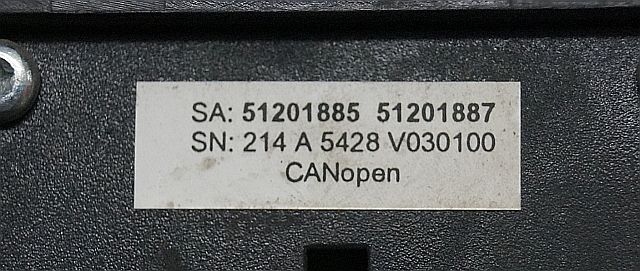 SA: 51201885 51201887
SN: 214 A 5428 V030100
CANopen